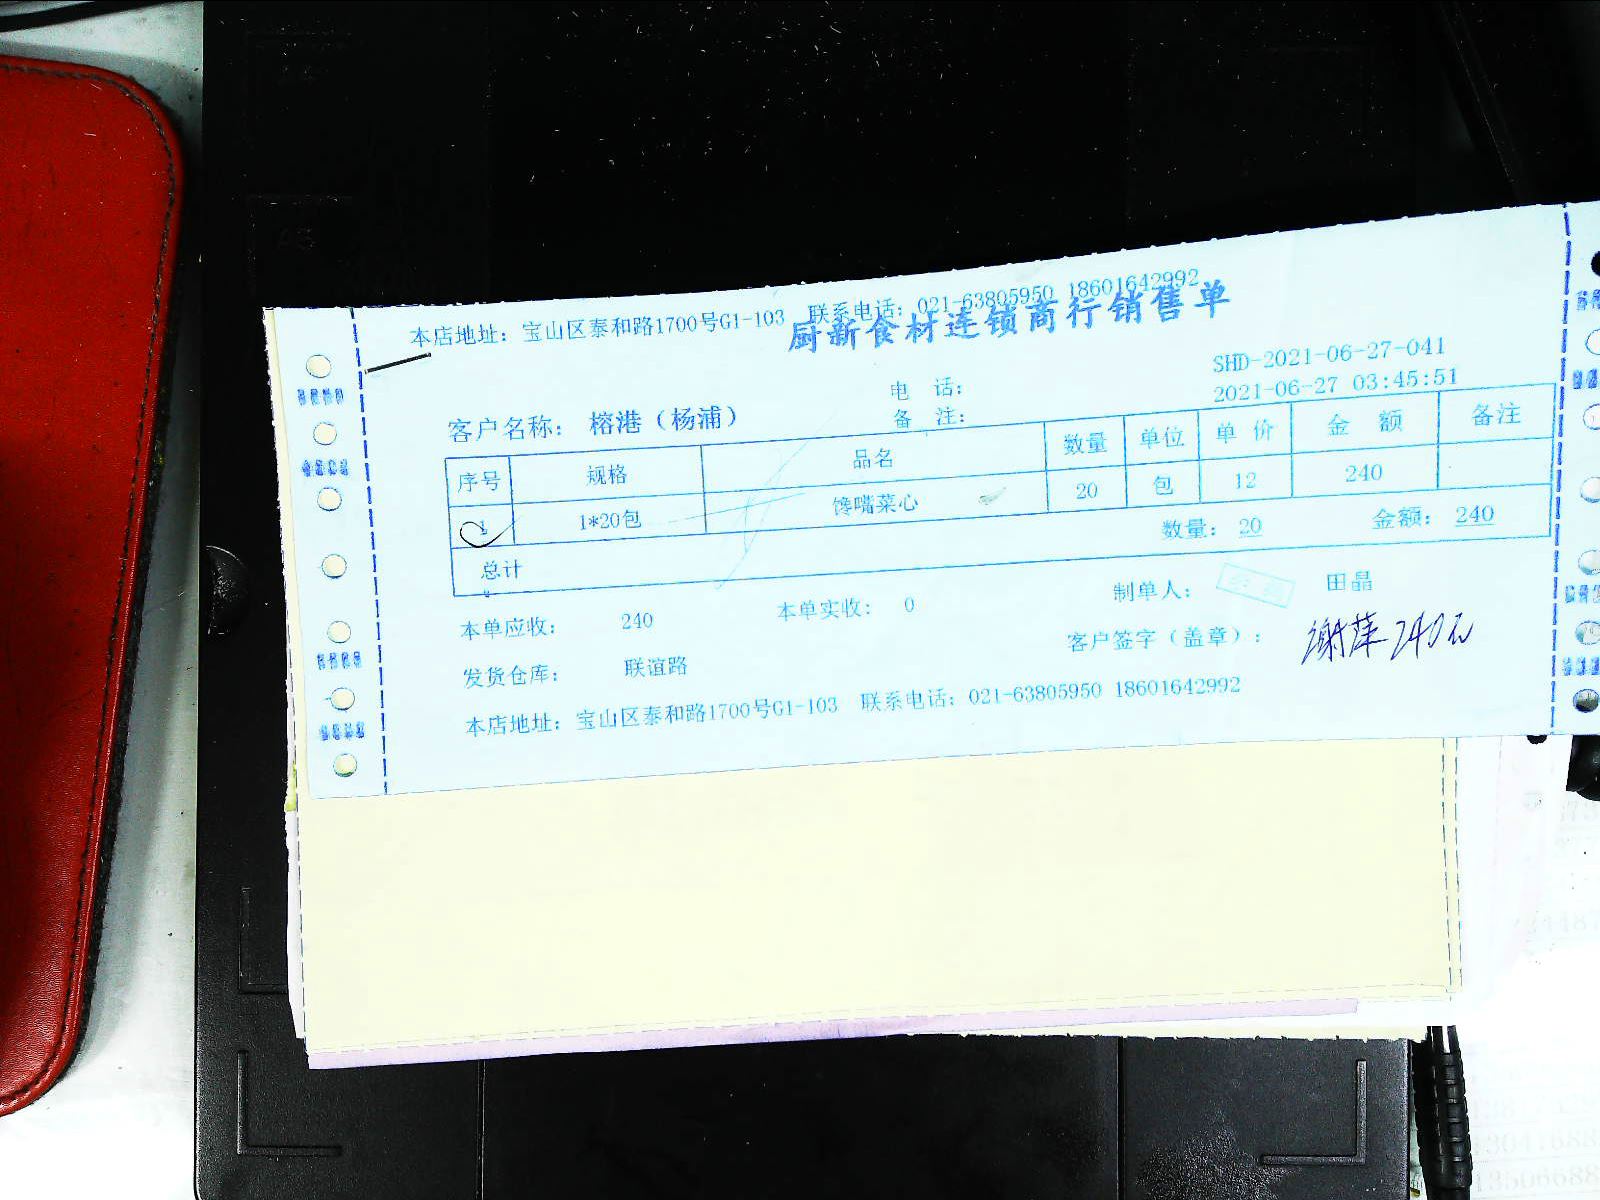 本店地址：宝山区泰和路1700号G1-103 联系电话：021-63805950 18601642992
厨新食材连锁商行销售单
SHD-2021-06-27-041
电 话：
2021-06-27 03:45:51
客户名称：榕港（杨浦）
备 注：
序号 规格 品名 数量 单位 单 价 金 额 备注
1 1*20包 馋嘴菜心 20 包 12 240
总计 数量：20 金额：240
本单应收：240 本单实收：0 制单人：田晶
客户签字（盖章）：谢萍 240元
发货仓库：联谊路
本店地址：宝山区泰和路1700号G1-103 联系电话：021-63805950 18601642992